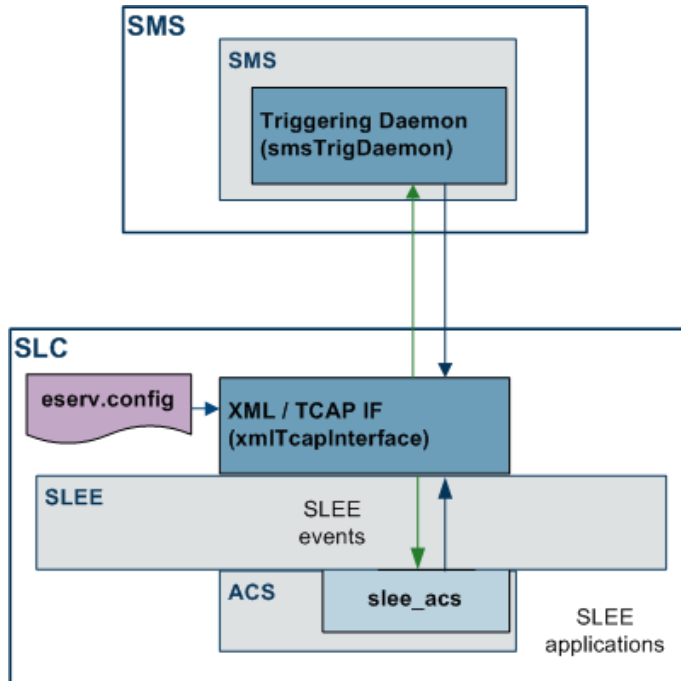 SMS
SMS
Triggering Daemon
(smsTrigDaemon)
SLC
eserv.config
XML / TCAP IF
(xmlTcapInterface)
SLEE
SLEE
events
ACS
slee_acs
SLEE
applications